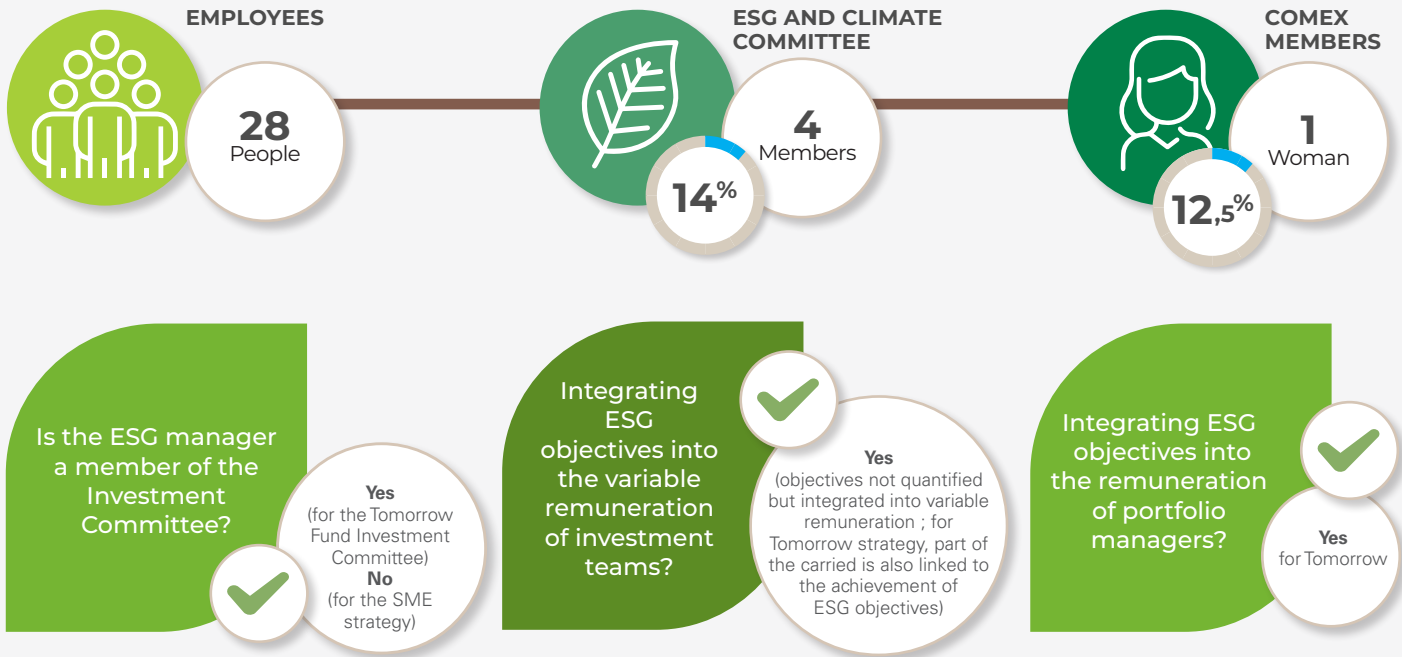 EMPLOYEES
28
People
ESG AND CLIMATE
COMMITTEE
4
Members
14%
COMEX
MEMBERS
1
Woman
12,5%
Is the ESG manager
a member of the
Investment
Committee?
Yes
(for the Tomorrow
Fund Investment
Committee)
No
(for the SME
strategy)
Integrating
ESG
objectives into
the variable
remuneration
of investment
teams?
Yes
(objectives not quantified
but integrated into variable
remuneration ; for
Tomorrow strategy, part of
the carried is also linked to
the achievement of
ESG objectives)
Integrating ESG
objectives into
the remuneration
of portfolio
managers?
Yes
for Tomorrow